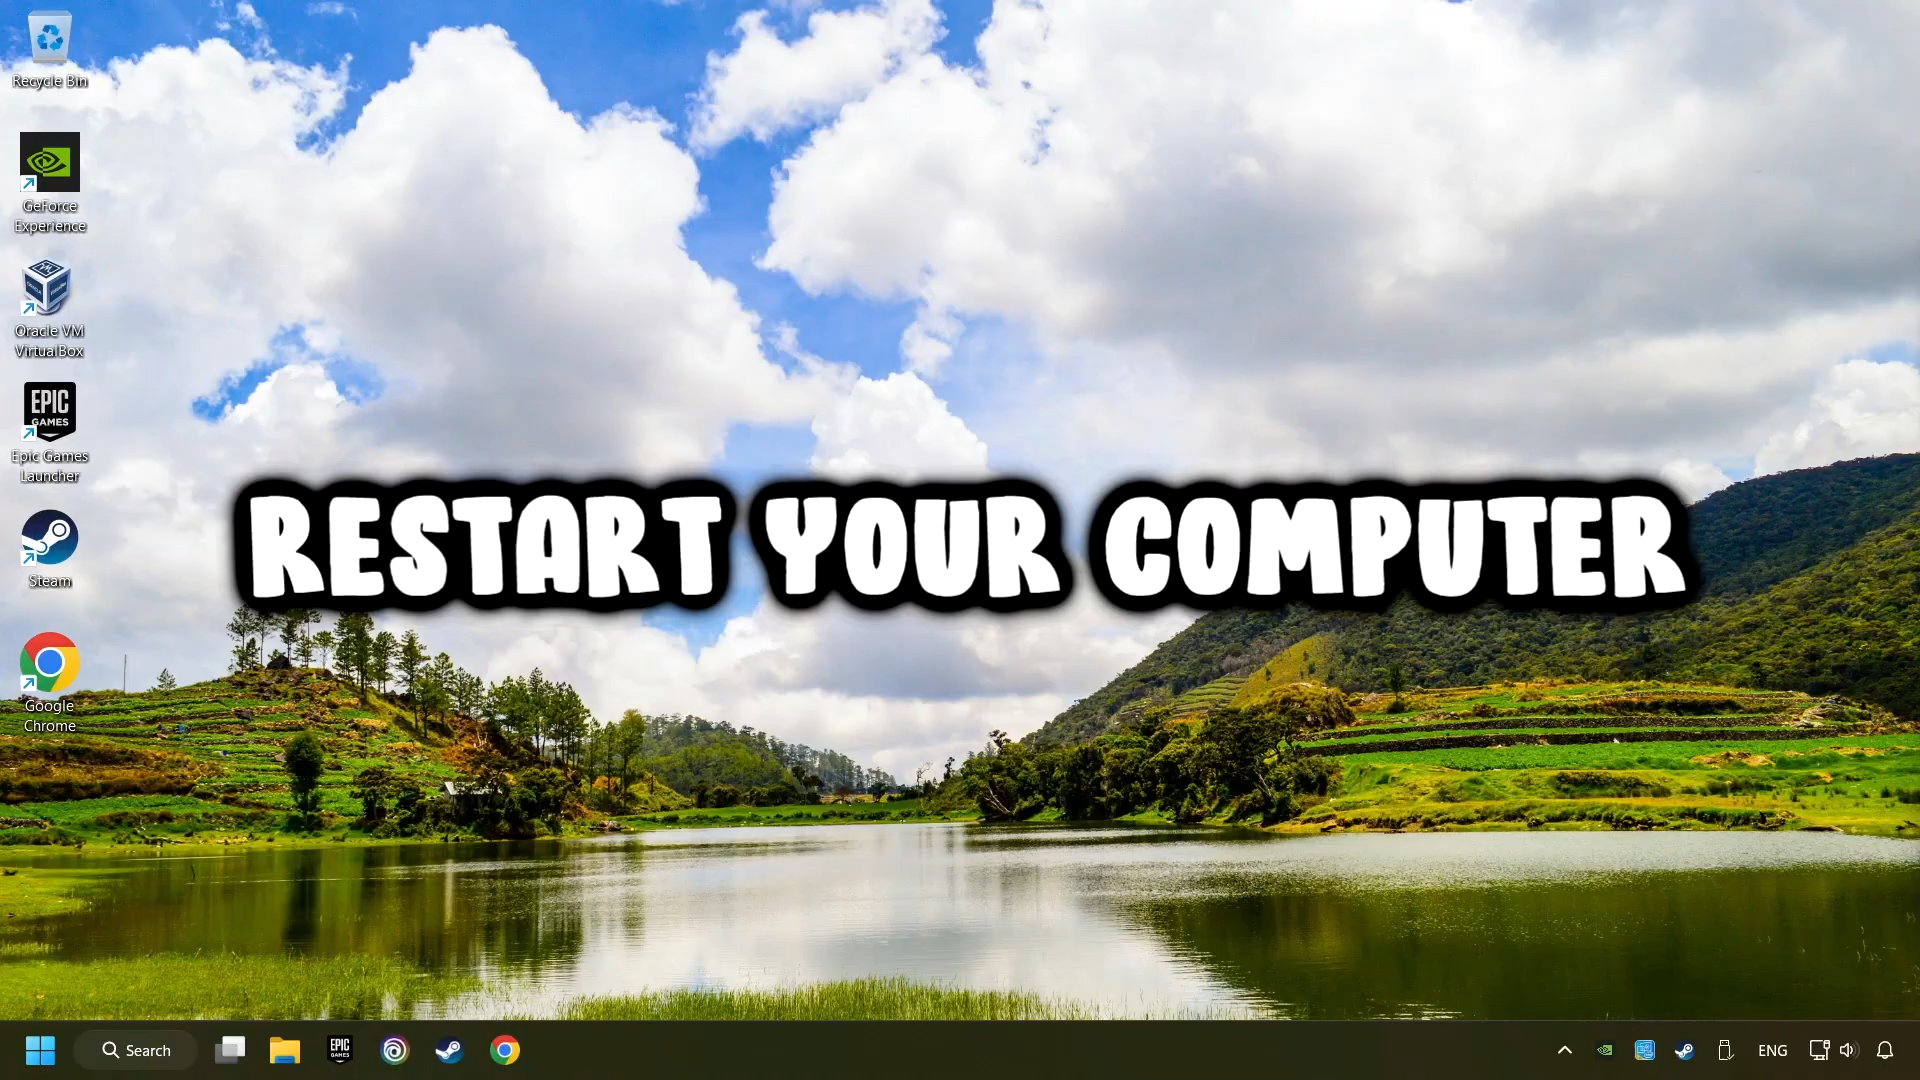 Recycle Bin
GeForce
Experience
Oracle VM
VirtualBox
EPIC
GAMES
Epic Games
Launcher
Steam
Google
Chrome
RESTART YOUR COMPUTER
Search
EPIC
GAMES
ENG